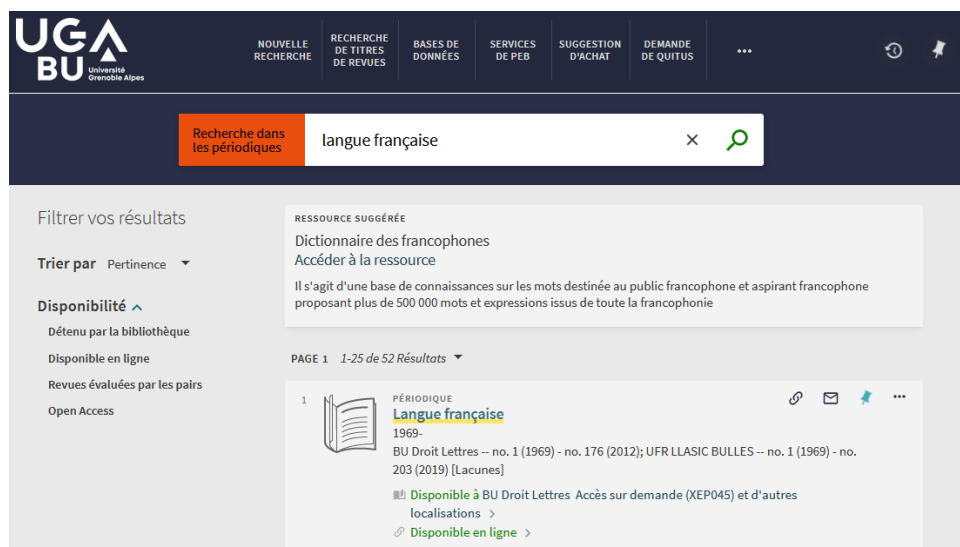 UGA
BU Université
Grenoble Alpes
NOUVELLE
RECHERCHE
RECHERCHE
DE TITRES
DE REVUES
BASES DE
DONNÉES
SERVICES
DE PEB
SUGGESTION
D'ACHAT
DEMANDE
DE QUITUS
...
Recherche dans
les périodiques
langue française
Filtrer vos résultats
Trier par Pertinence
Disponibilité
Détenu par la bibliothèque
Disponible en ligne
Revues évaluées par les pairs
Open Access
RESSOURCE SUGGÉRÉE
Dictionnaire des francophones
Accéder à la ressource
Il s'agit d'une base de connaissances sur les mots destinée au public francophone et aspirant francophone
proposant plus de 500 000 mots et expressions issus de toute la francophonie
PAGE 1 1-25 de 52 Résultats
1
PÉRIODIQUE
Langue française
1969-
BU Droit Lettres -- no. 1 (1969) - no. 176 (2012); UFR LLASIC BULLES -- no. 1 (1969) - no.
203 (2019) [Lacunes]
Disponible à BU Droit Lettres Accès sur demande (XEP045) et d'autres
localisations >
Disponible en ligne >